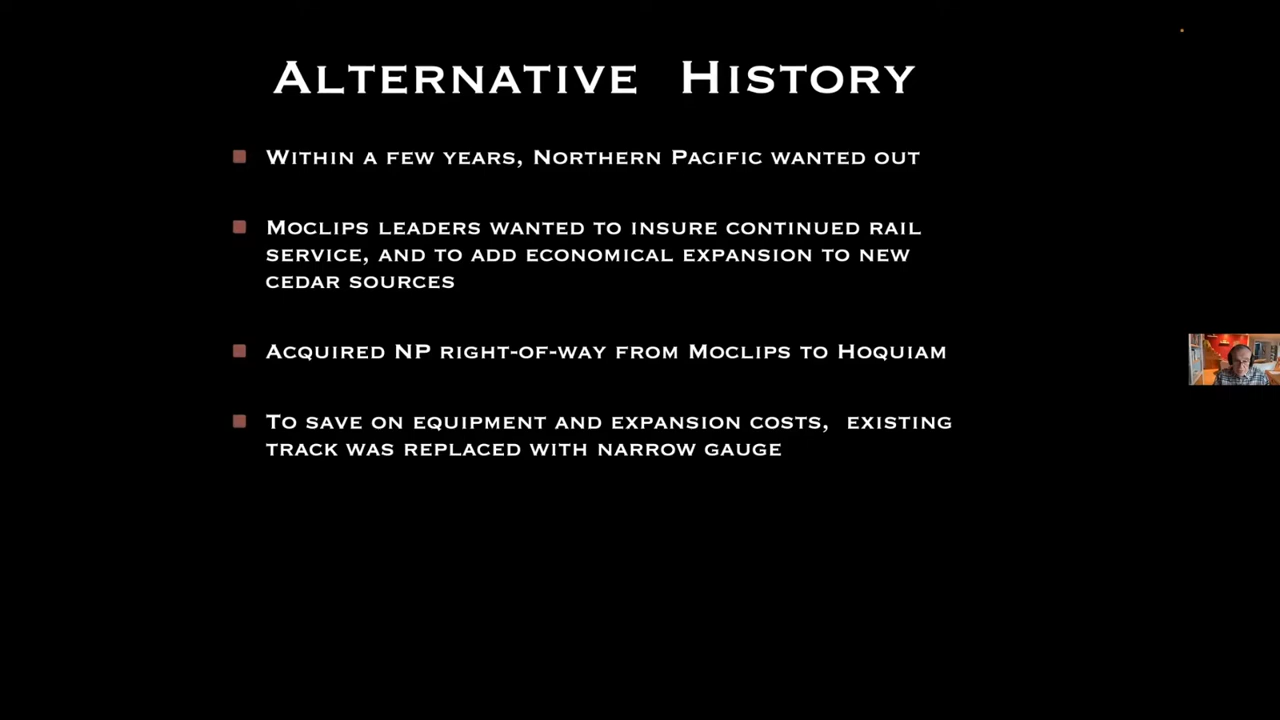 Alternative History
Within a few years, Northern Pacific wanted out
Moclips leaders wanted to insure continued rail
service, and to add economical expansion to new
cedar sources
Acquired NP right-of-way from Moclips to Hoquiam
To save on equipment and expansion costs, existing
track was replaced with narrow gauge